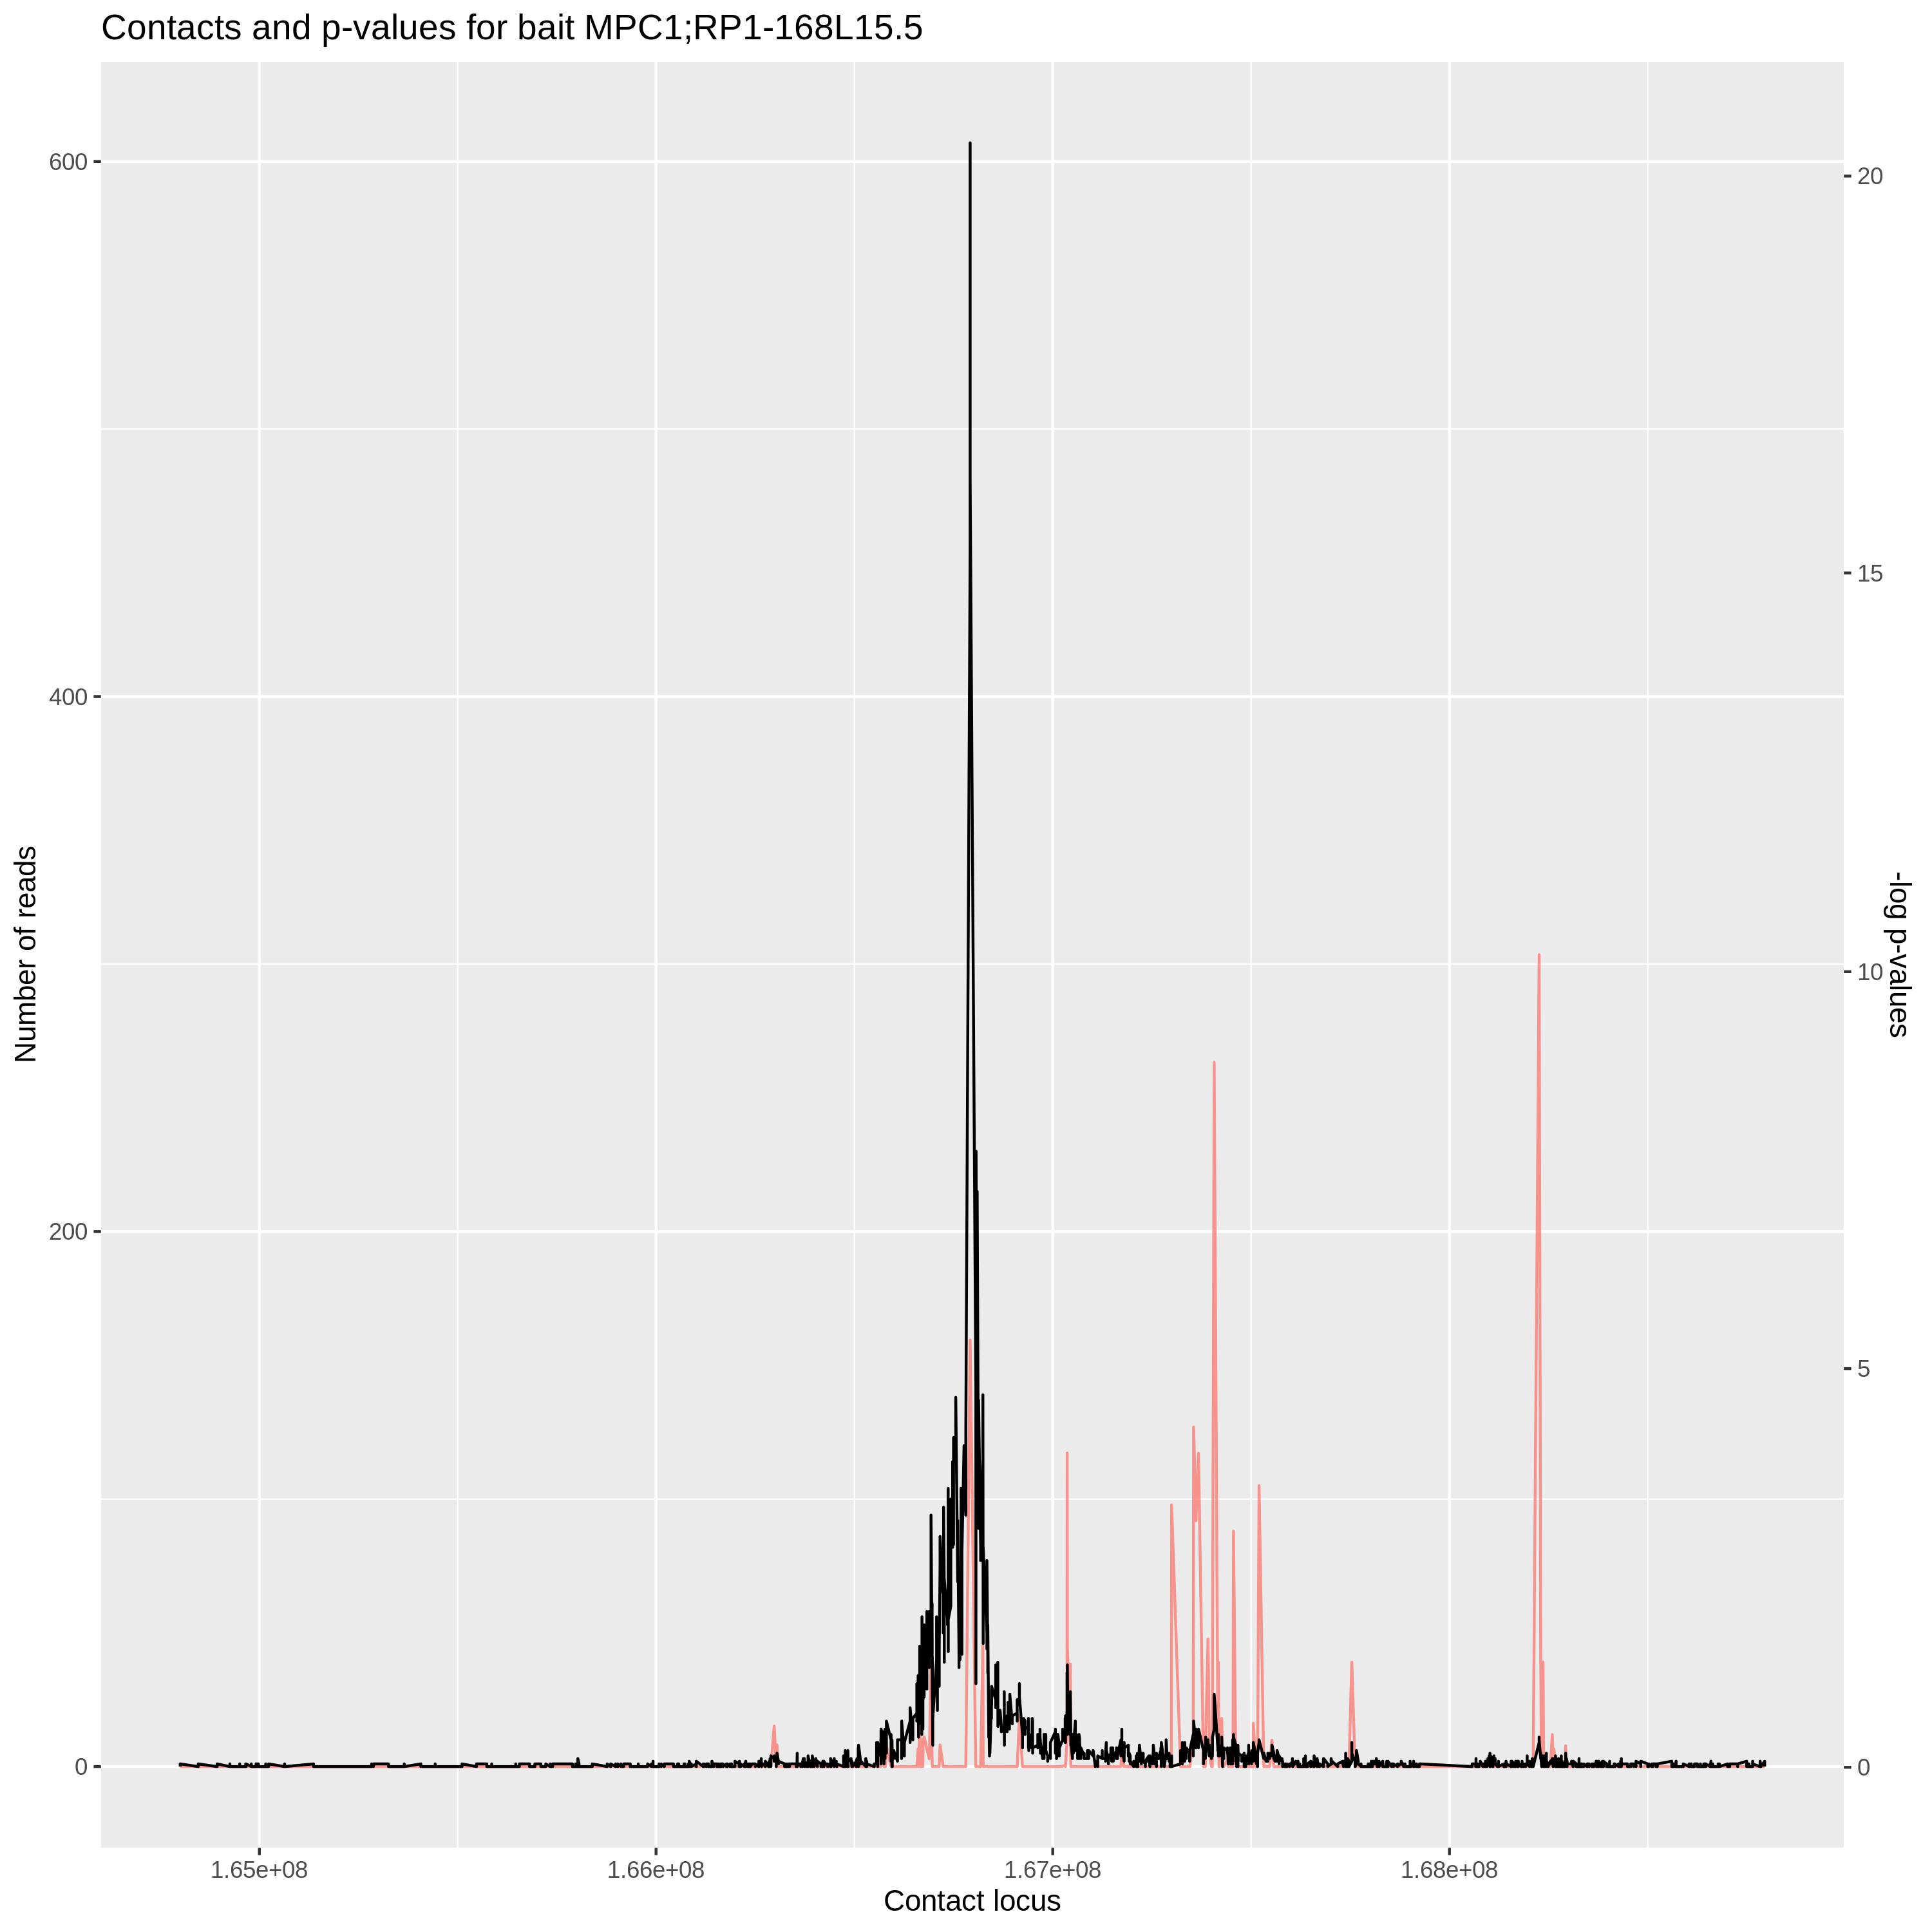 Contacts and p-values for bait MPC1;RP1-168L15.5
600
400
200
0
Number of reads
20
15
10
5
0
-log p-values
1.65e+08
1.66e+08
1.67e+08
1.68e+08
Contact locus